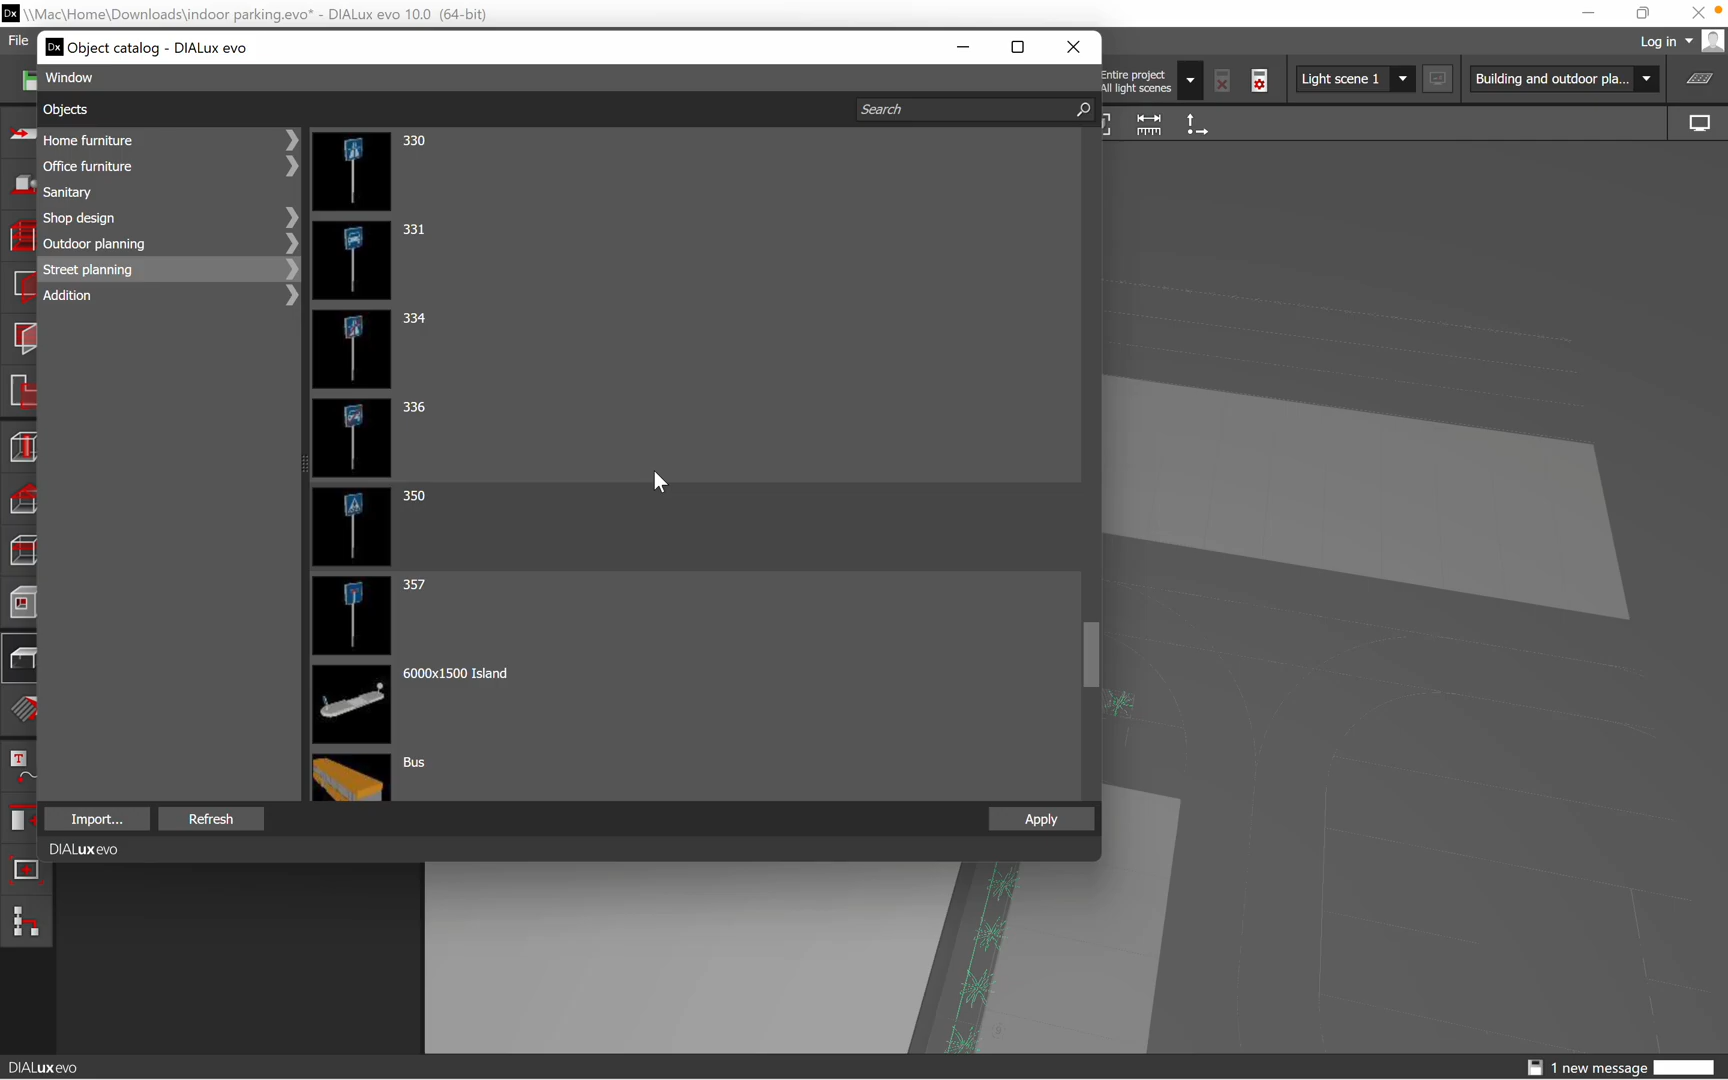 \\Mac\Home\Downloads\indoor parking.evo* - DIALux evo 10.0 (64-bit)
File
Log in
Object catalog - DIALux evo
Window
Entire project
All light scenes
Light scene 1
Building and outdoor pla...
Objects
Search
Home furniture
Office furniture
Sanitary
Shop design
Outdoor planning
Street planning
Addition
330
331
334
336
350
357
6000x1500 Island
Bus
Import...
Refresh
Apply
DIALux evo
DIALux evo
1 new message